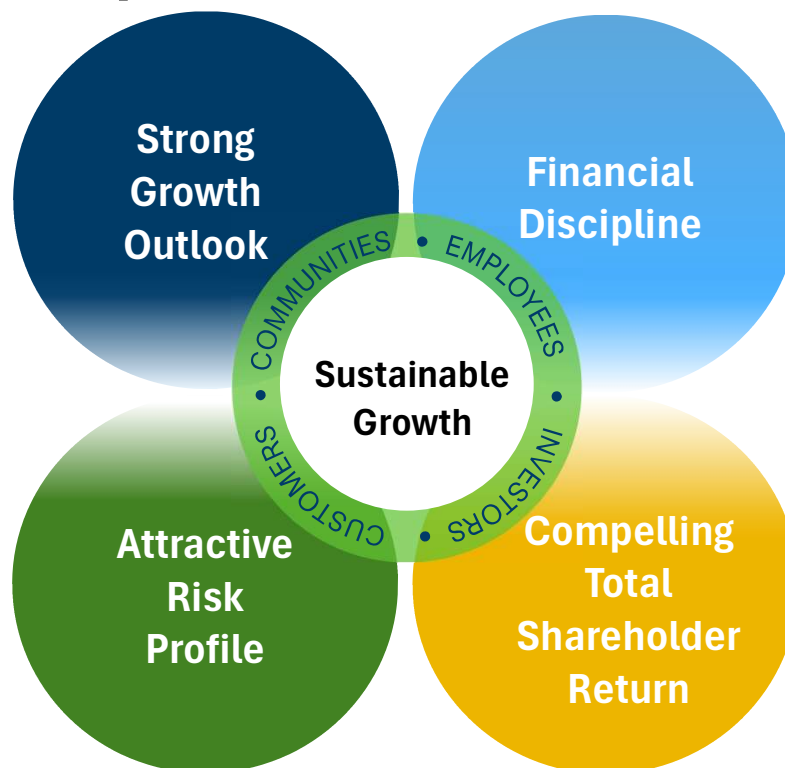 Strong
Growth
Outlook
Financial
Discipline
COMMUNITIES • EMPLOYEES • INVESTORS • CUSTOMERS •
Sustainable
Growth
Attractive
Risk
Profile
Compelling
Total
Shareholder
Return